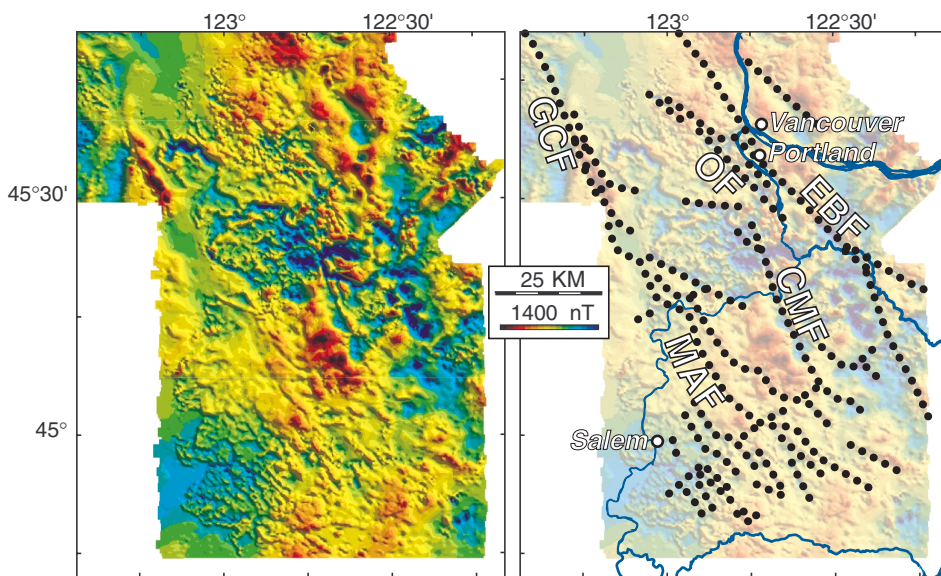 123° 122°30' 123° 122°30'
GCF
Vancouver
Portland
OF
EBF
45°30'
25 KM
1400 nT
CMF
MAF
45°
Salem